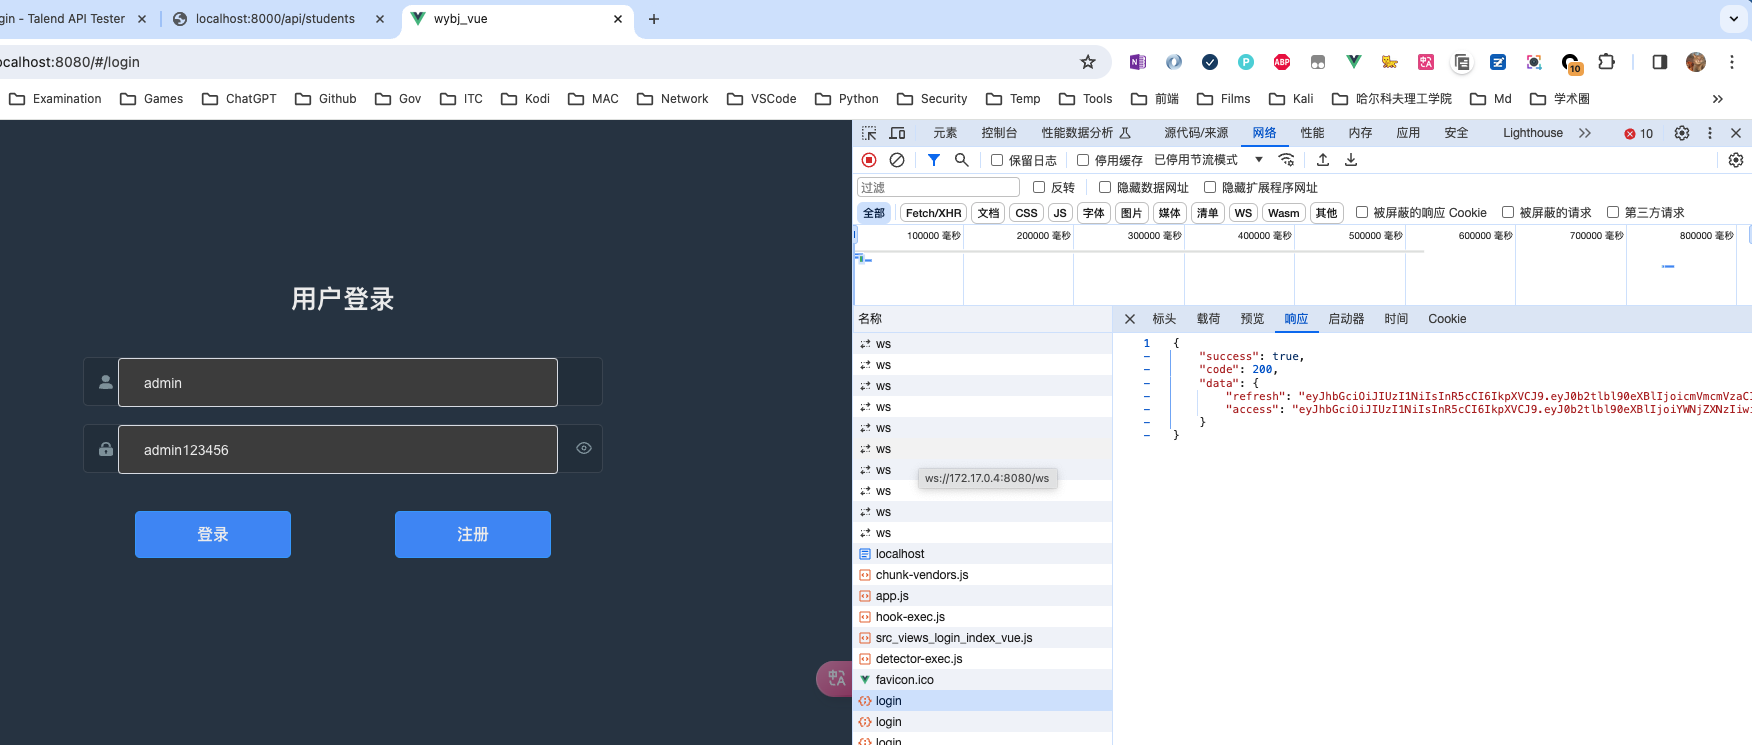 gin - Talend API Tester
localhost:8000/api/students
wybj_vue
ocalhost:8080/#/login
10
Examination
Games
ChatGPT
Github
Gov
ITC
Kodi
MAC
Network
VSCode
Python
Security
Temp
Tools
前端
Films
Kali
哈尔科夫理工学院
Md
学术圈
元素
控制台
性能数据分析
源代码/来源
网络
性能
内存
应用
安全
Lighthouse
10
保留日志
停用缓存
已停用节流模式
过滤
反转
隐藏数据网址
隐藏扩展程序网址
全部
Fetch/XHR
文档
CSS
JS
字体
图片
媒体
清单
WS
Wasm
其他
被屏蔽的响应 Cookie
被屏蔽的请求
第三方请求
100000 毫秒
200000 毫秒
300000 毫秒
400000 毫秒
500000 毫秒
600000 毫秒
700000 毫秒
800000 毫秒
用户登录
admin
admin123456
登录
注册
名称
ws
ws
ws
ws
ws
ws
ws
ws://172.17.0.4:8080/ws
ws
ws
ws
localhost
chunk-vendors.js
app.js
hook-exec.js
src_views_login_index_vue.js
detector-exec.js
favicon.ico
login
login
login
标头
载荷
预览
响应
启动器
时间
Cookie
1 {
"success": true,
"code": 200,
"data": {
"refresh": "eyJhbGciOiJIUzI1NiIsInR5cCI6IkpXVCJ9.eyJ0b2tlbl90eXBlIjoicmVmcmVzaCI
"access": "eyJhbGciOiJIUzI1NiIsInR5cCI6IkpXVCJ9.eyJ0b2tlbl90eXBlIjoiYWNjZXNzIiwi
}
}